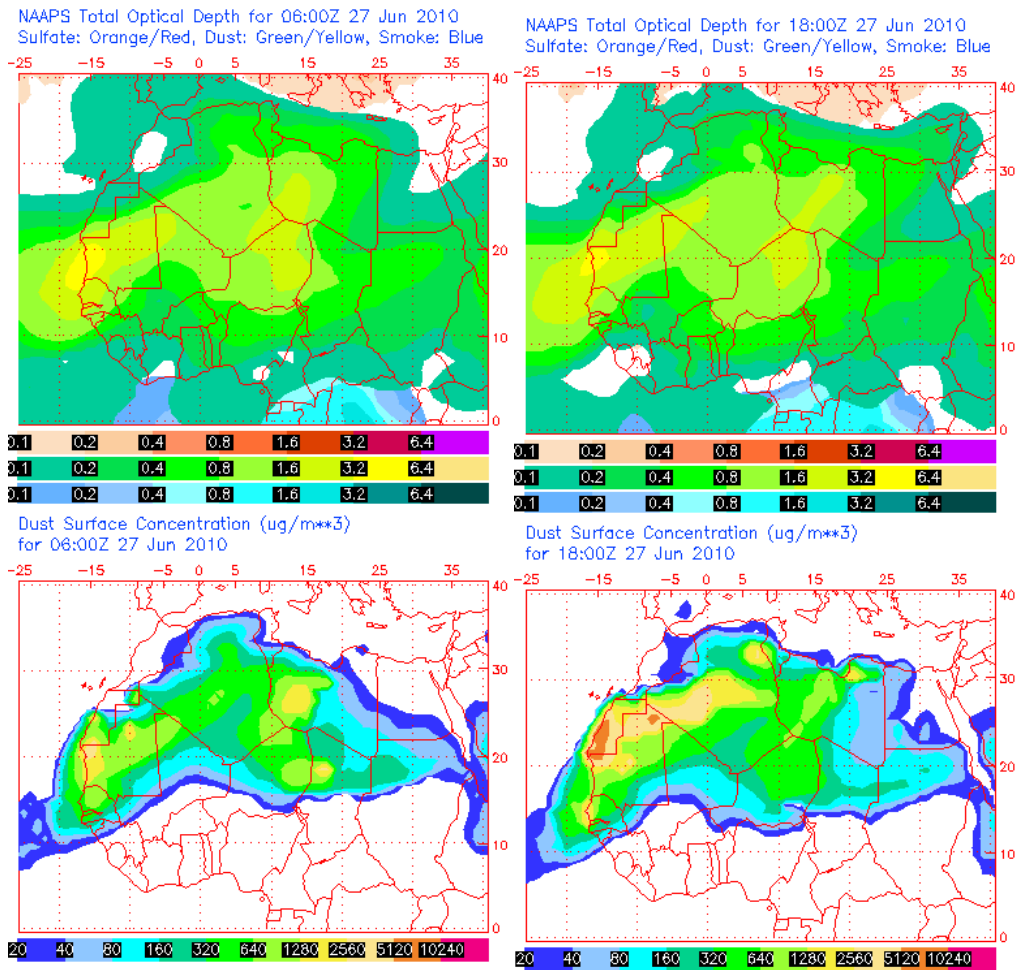 NAAPS Total Optical Depth for 06:00Z 27 Jun 2010
Sulfate: Orange/Red, Dust: Green/Yellow, Smoke: Blue
-25 -15 -5 0 5 15 25 35 40
30
20
10
0
0.1 0.2 0.4 0.8 1.6 3.2 6.4
0.1 0.2 0.4 0.8 1.6 3.2 6.4
0.1 0.2 0.4 0.8 1.6 3.2 6.4
NAAPS Total Optical Depth for 18:00Z 27 Jun 2010
Sulfate: Orange/Red, Dust: Green/Yellow, Smoke: Blue
-25 -15 -5 0 5 15 25 35
40
30
20
10
0
0.1 0.2 0.4 0.8 1.6 3.2 6.4
0.1 0.2 0.4 0.8 1.6 3.2 6.4
0.1 0.2 0.4 0.8 1.6 3.2 6.4
Dust Surface Concentration (ug/m**3)
for 06:00Z 27 Jun 2010
-25 -15 -5 0 5 15 25 35 40
30
20
10
0
20 40 80 160 320 640 1280 2560 5120 10240
Dust Surface Concentration (ug/m**3)
for 18:00Z 27 Jun 2010
-25 -15 -5 0 5 15 25 35
40
30
20
10
0
20 40 80 160 320 640 1280 2560 5120 10240